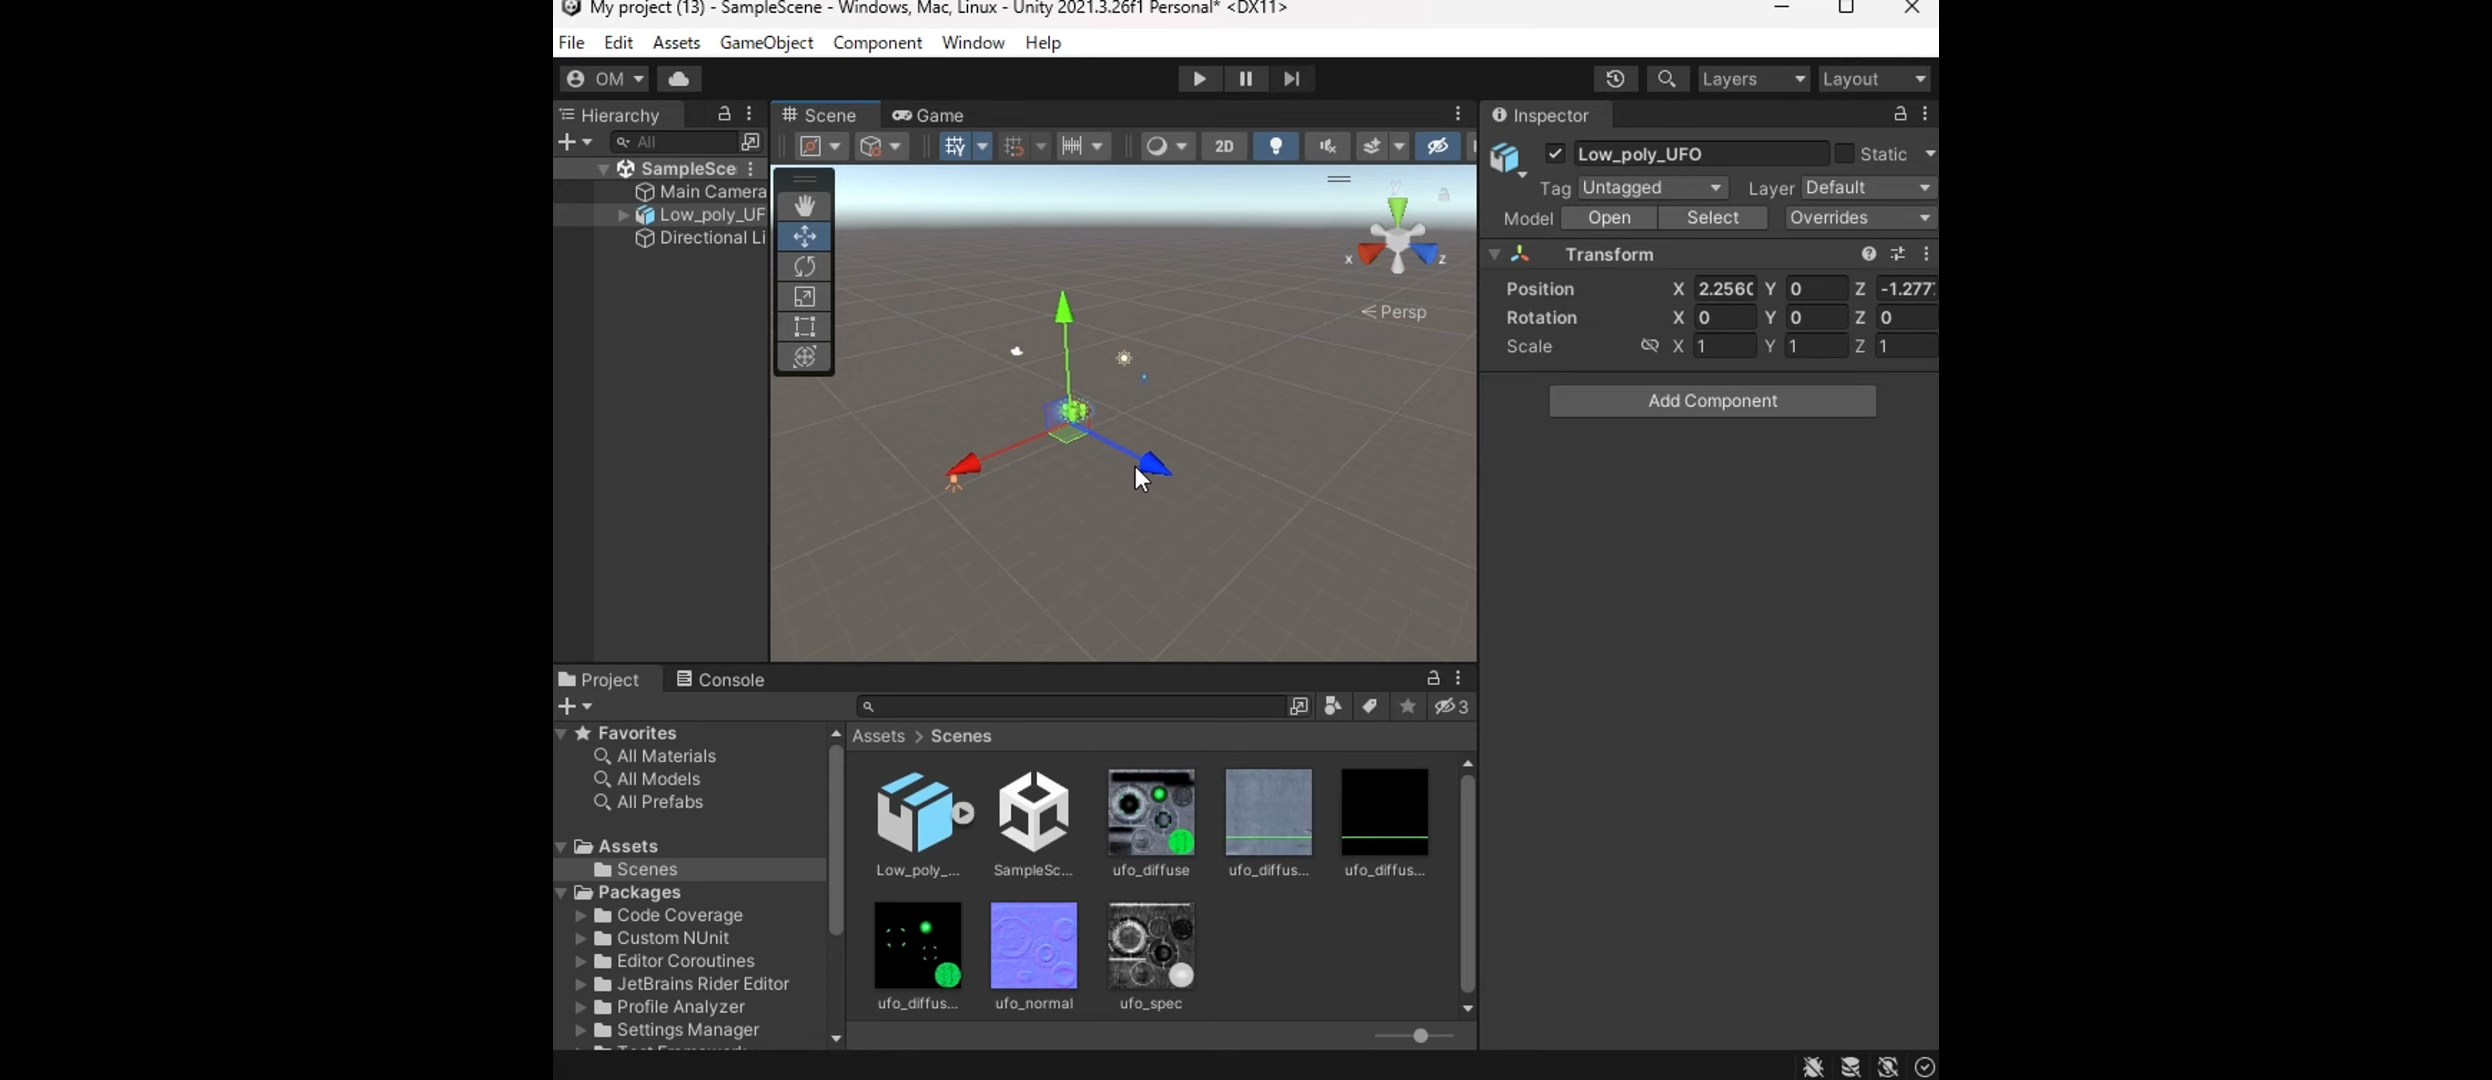 My project (13) - SampleScene - Windows, Mac, Linux - Unity 2021.3.26f1 Personal* <DX11>
File Edit Assets GameObject Component Window Help
OM
Layers Layout
Hierarchy
All
SampleSce
Main Camera
Low_poly_UF
Directional Li
Scene Game
2D
y
x z
Persp
Inspector
Low_poly_UFO Static
Tag Untagged Layer Default
Model Open Select Overrides
Transform
Position X 2.256 Y 0 Z -1.277
Rotation X 0 Y 0 Z 0
Scale X 1 Y 1 Z 1
Add Component
Project Console
3
Favorites
All Materials
All Models
All Prefabs
Assets
Scenes
Packages
Code Coverage
Custom NUnit
Editor Coroutines
JetBrains Rider Editor
Profile Analyzer
Settings Manager
Assets > Scenes
Low_poly_... SampleSc... ufo_diffuse ufo_diffus... ufo_diffus...
ufo_diffus... ufo_normal ufo_spec